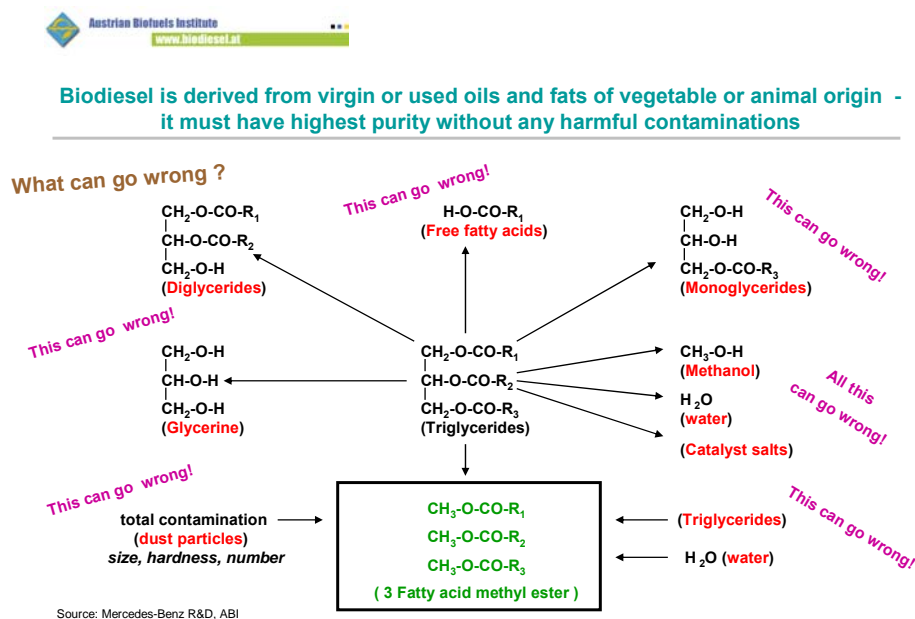 Austrian Biofuels Institute
www.biodiesel.at
Biodiesel is derived from virgin or used oils and fats of vegetable or animal origin -
it must have highest purity without any harmful contaminations
What can go wrong ?
This can go wrong!
CH₂-O-CO-R₁
CH-O-CO-R₂
CH₂-O-H
(Diglycerides)
H-O-CO-R₁
(Free fatty acids)
CH₂-O-H
CH-O-H
CH₂-O-CO-R₃
(Monoglycerides)
This can go wrong!
This can go wrong!
CH₂-O-H
CH-O-H
CH₂-O-H
(Glycerine)
CH₂-O-CO-R₁
CH-O-CO-R₂
CH₂-O-CO-R₃
(Triglycerides)
CH₃-O-H
(Methanol)
H₂O
(water)
(Catalyst salts)
All this
can go wrong!
This can go wrong!
total contamination
(dust particles)
size, hardness, number
CH₃-O-CO-R₁
CH₃-O-CO-R₂
CH₃-O-CO-R₃
( 3 Fatty acid methyl ester )
(Triglycerides)
H₂O (water)
This can go wrong!
Source: Mercedes-Benz R&D, ABI